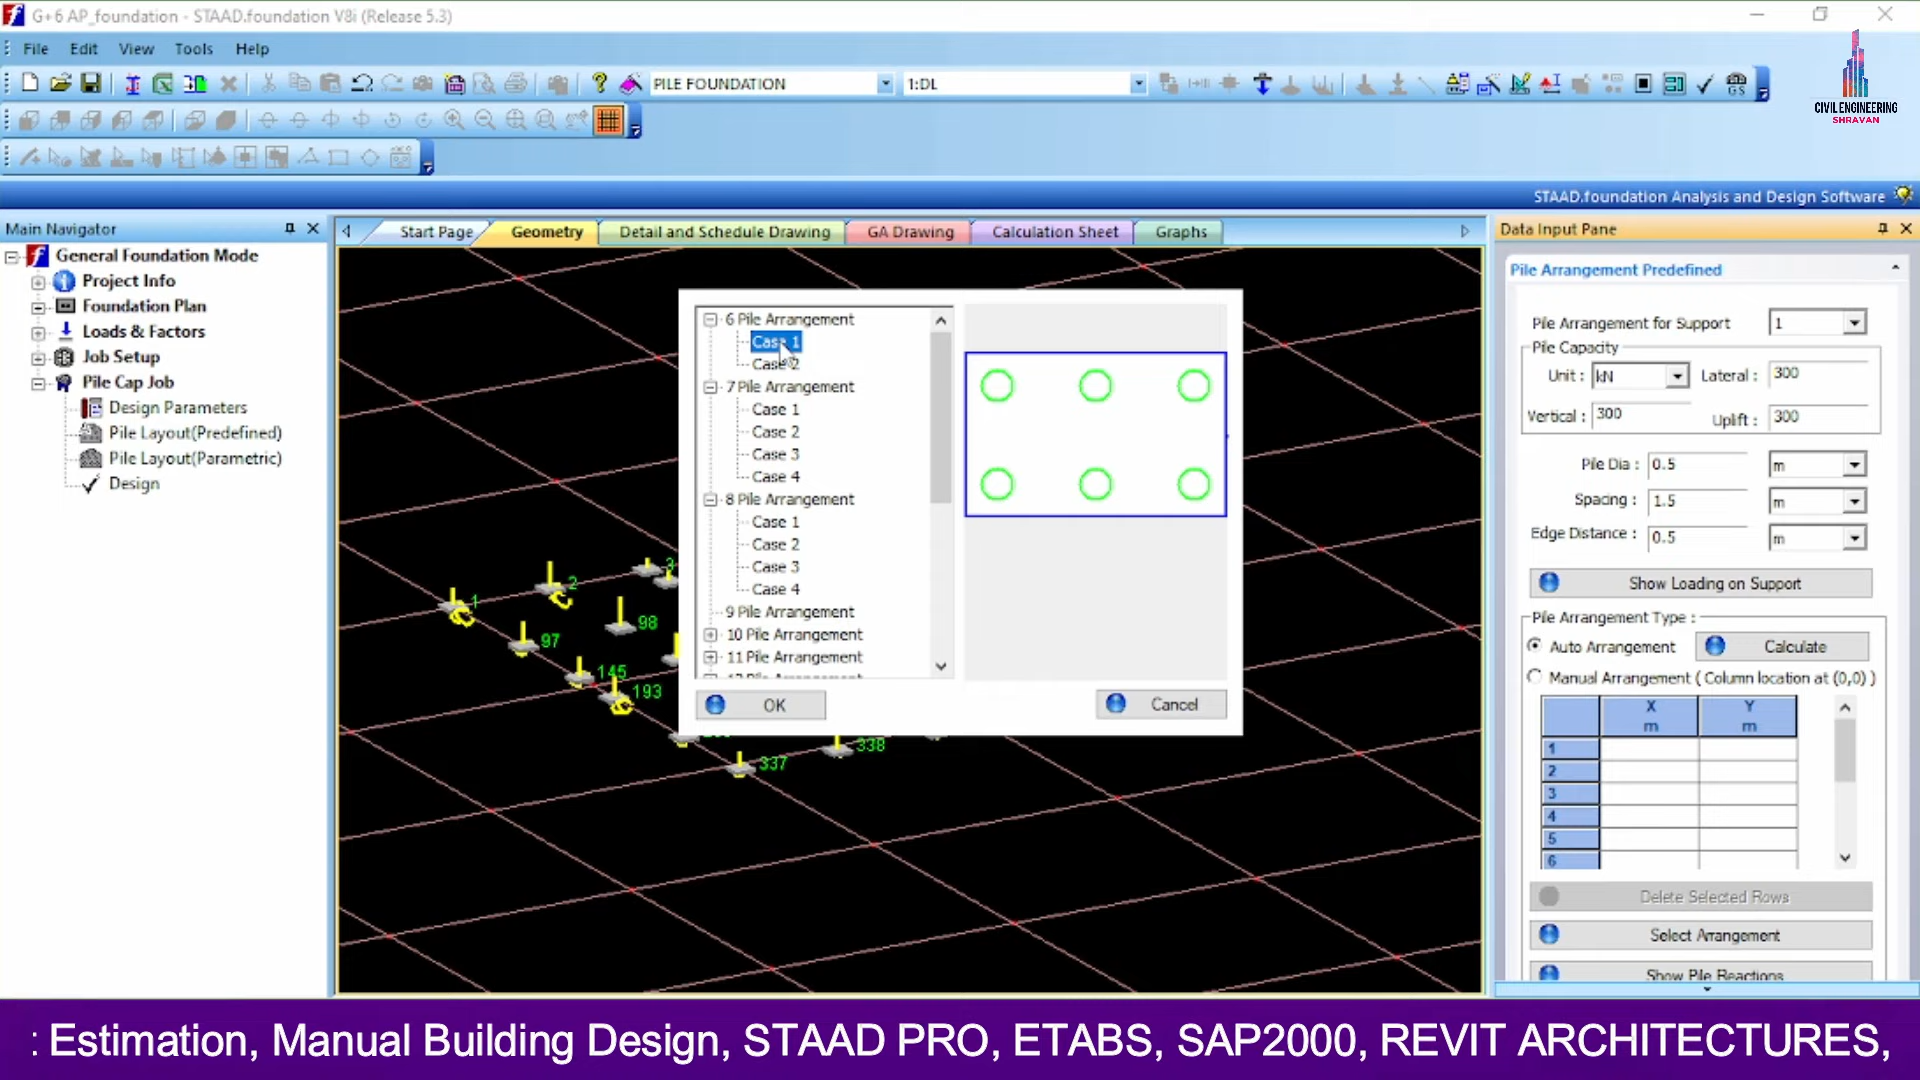 G+6 AP_foundation - STAAD.foundation V8i (Release 5.3)
File Edit View Tools Help
PILE FOUNDATION 1:DL
CIVIL ENGINEERING
SHRAVAN
STAAD.foundation Analysis and Design Software
Main Navigator
General Foundation Mode
Project Info
Foundation Plan
Loads & Factors
Job Setup
Pile Cap Job
Design Parameters
Pile Layout(Predefined)
Pile Layout(Parametric)
Design
Start Page Geometry Detail and Schedule Drawing GA Drawing Calculation Sheet Graphs
6 Pile Arrangement
Case 1
Case 2
7 Pile Arrangement
Case 1
Case 2
Case 3
Case 4
8 Pile Arrangement
Case 1
Case 2
Case 3
Case 4
9 Pile Arrangement
10 Pile Arrangement
11 Pile Arrangement
OK Cancel
1
2
3
97
98
145
193
337
338
Data Input Pane
Pile Arrangement Predefined
Pile Arrangement for Support 1
Pile Capacity
Unit : kN Lateral : 300
Vertical : 300 Uplift : 300
Pile Dia : 0.5 m
Spacing : 1.5 m
Edge Distance : 0.5 m
Show Loading on Support
Pile Arrangement Type :
Auto Arrangement Calculate
Manual Arrangement ( Column location at (0,0) )
X Y
m m
1
2
3
4
5
6
Delete Selected Rows
Select Arrangement
Show Pile Reactions
: Estimation, Manual Building Design, STAAD PRO, ETABS, SAP2000, REVIT ARCHITECTURES,